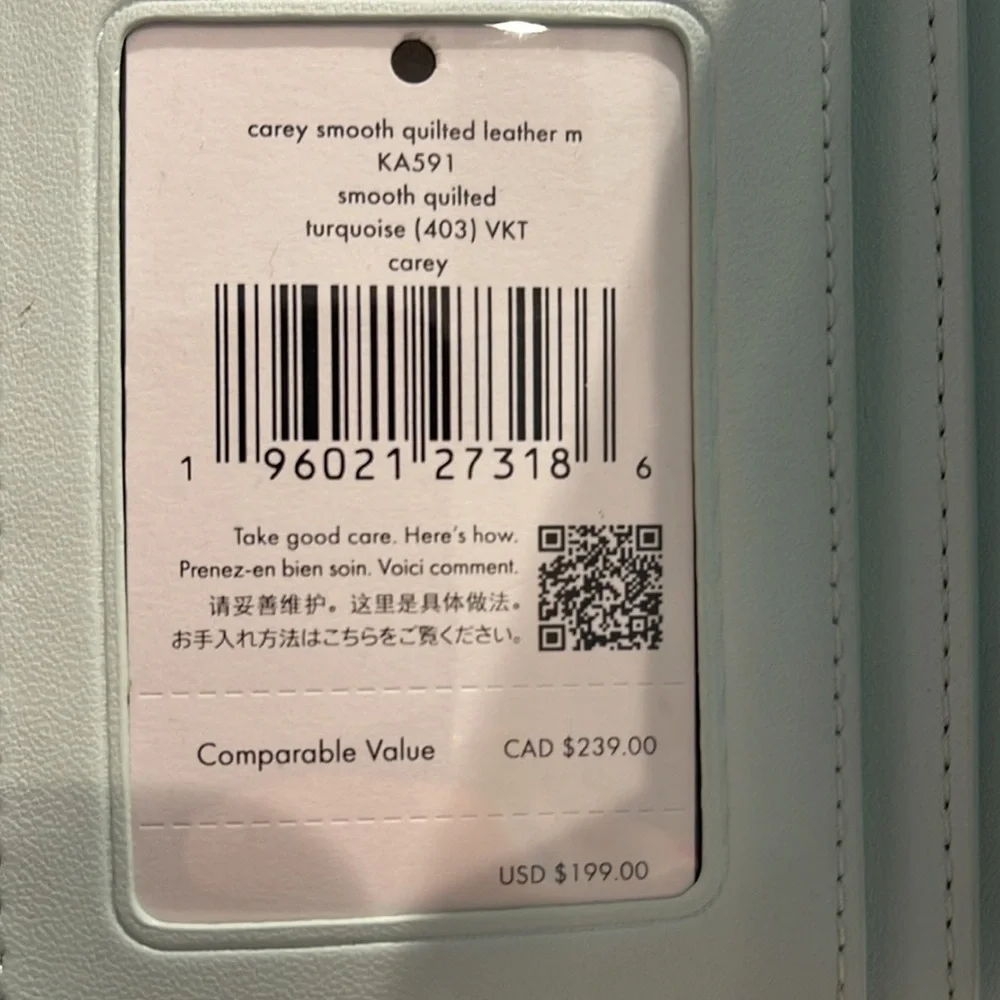 carey smooth quilted leather m
KA591
smooth quilted
turquoise (403) VKT
carey
1 96021 27318 6
Take good care. Here's how.
Prenez-en bien soin. Voici comment.
请妥善维护。这里是具体做法。
お手入れ方法はこちらをご覧ください。
Comparable Value CAD $239.00
USD $199.00